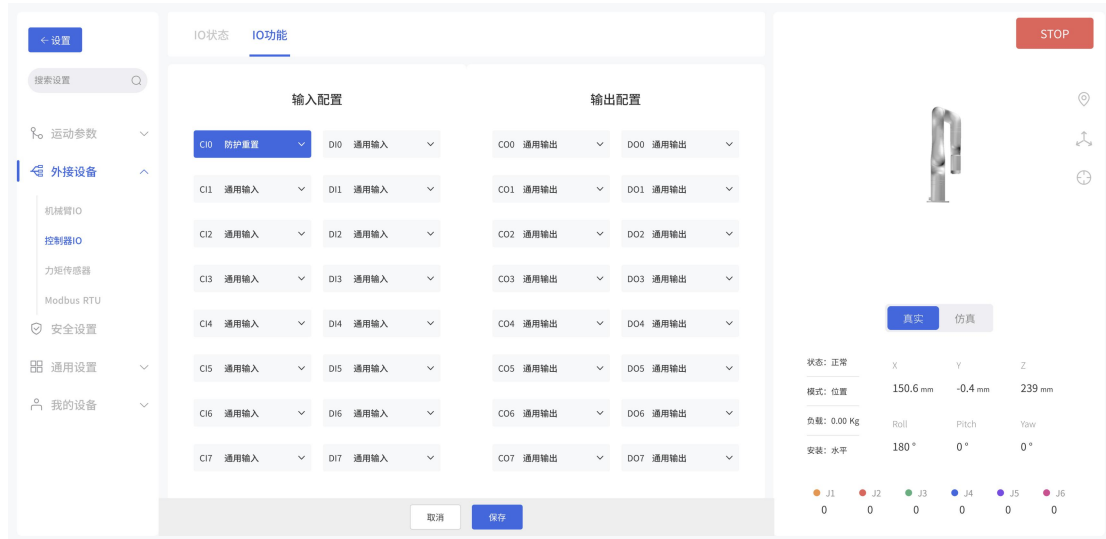 ←设置
搜索设置
运动参数
外接设备
机械臂IO
控制器IO
力矩传感器
Modbus RTU
安全设置
通用设置
我的设备
IO状态 IO功能
输入配置 输出配置
CI0 防护重置 DI0 通用输入 CO0 通用输出 DO0 通用输出
CI1 通用输入 DI1 通用输入 CO1 通用输出 DO1 通用输出
CI2 通用输入 DI2 通用输入 CO2 通用输出 DO2 通用输出
CI3 通用输入 DI3 通用输入 CO3 通用输出 DO3 通用输出
CI4 通用输入 DI4 通用输入 CO4 通用输出 DO4 通用输出
CI5 通用输入 DI5 通用输入 CO5 通用输出 DO5 通用输出
CI6 通用输入 DI6 通用输入 CO6 通用输出 DO6 通用输出
CI7 通用输入 DI7 通用输入 CO7 通用输出 DO7 通用输出
取消 保存
STOP
真实 仿真
状态：正常
模式：位置
负载：0.00 Kg
安装：水平
X Y Z
150.6 mm -0.4 mm 239 mm
Roll Pitch Yaw
180 ° 0 ° 0 °
J1 J2 J3 J4 J5 J6
0 0 0 0 0 0